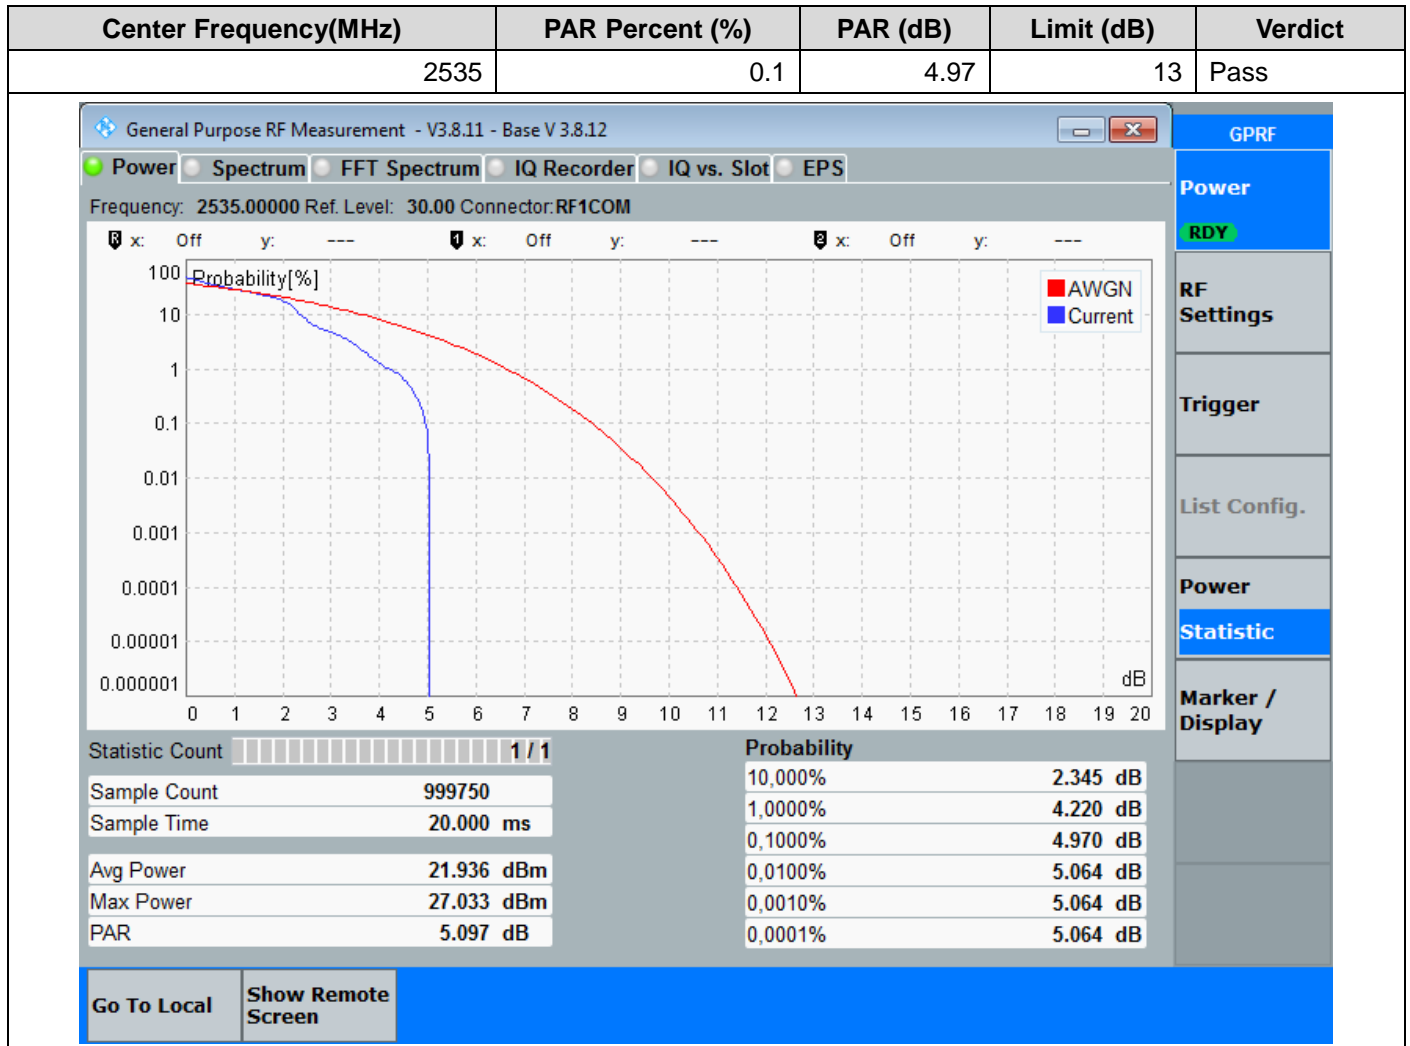 Center Frequency(MHz) PAR Percent (%) PAR (dB) Limit (dB) Verdict
2535 0.1 4.97 13 Pass
General Purpose RF Measurement - V3.8.11 - Base V 3.8.12
GPRF
Power Spectrum FFT Spectrum IQ Recorder IQ vs. Slot EPS
Frequency: 2535.00000 Ref. Level: 30.00 Connector: RF1COM
R x: Off y: --- 1 x: Off y: --- 2 x: Off y: ---
Probability[%]
AWGN
Current
100
10
1
0.1
0.01
0.001
0.0001
0.00001
0.000001
dB
0 1 2 3 4 5 6 7 8 9 10 11 12 13 14 15 16 17 18 19 20
Statistic Count 1 / 1
Sample Count 999750
Sample Time 20.000 ms
Avg Power 21.936 dBm
Max Power 27.033 dBm
PAR 5.097 dB
Probability
10,000% 2.345 dB
1,0000% 4.220 dB
0,1000% 4.970 dB
0,0100% 5.064 dB
0,0010% 5.064 dB
0,0001% 5.064 dB
Power
RDY
RF
Settings
Trigger
List Config.
Power
Statistic
Marker /
Display
Go To Local
Show Remote
Screen